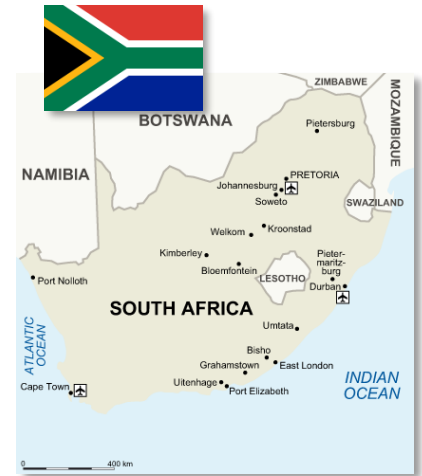 ZIMBABWE
MOZAMBIQUE
BOTSWANA
Pietersburg
NAMIBIA
PRETORIA
Johannesburg
Soweto
SWAZILAND
Welkom
Kroonstad
Kimberley
Bloemfontein
LESOTHO
Pieter-
maritz-
burg
Durban
Port Nolloth
SOUTH AFRICA
Umtata
ATLANTIC
OCEAN
Bisho
East London
Grahamstown
Uitenhage
Port Elizabeth
Cape Town
INDIAN
OCEAN
0
400 km